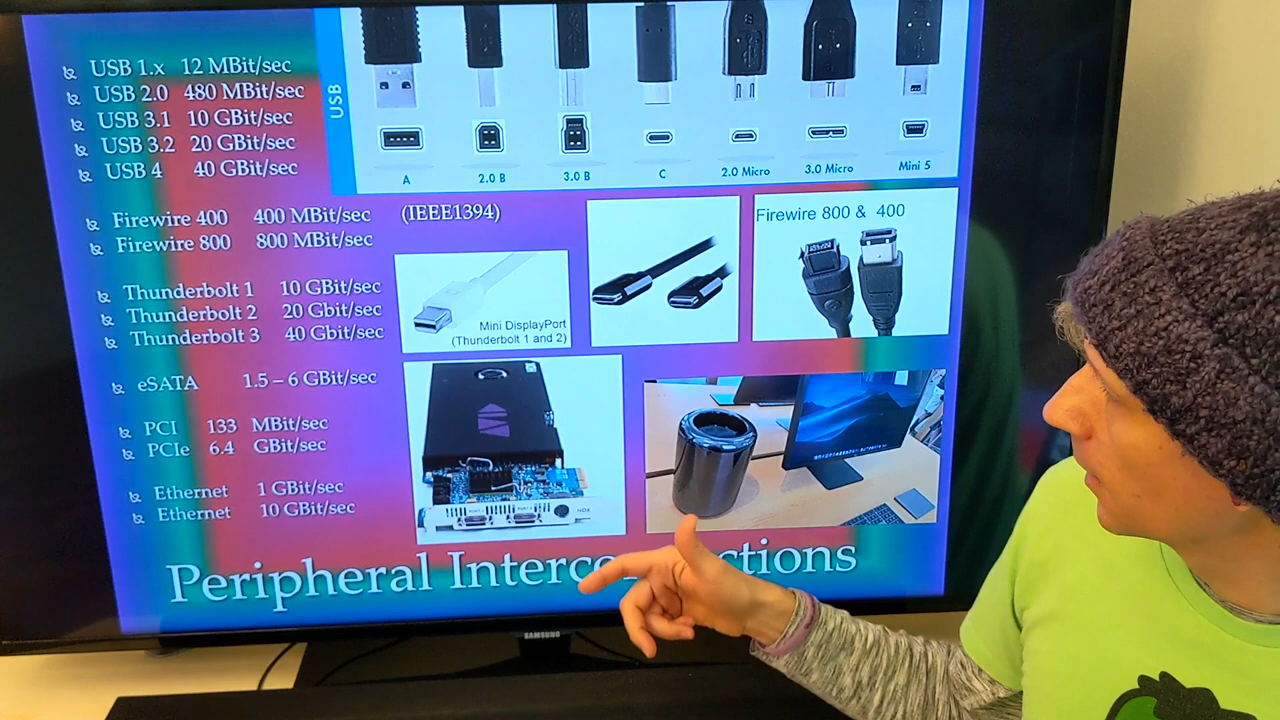 USB 1.x 12 MBit/sec
USB 2.0 480 MBit/sec
USB 3.1 10 GBit/sec
USB 3.2 20 GBit/sec
USB 4 40 GBit/sec
USB
A 2.0 B 3.0 B C 2.0 Micro 3.0 Micro Mini 5
Firewire 400 400 MBit/sec (IEEE1394)
Firewire 800 800 MBit/sec
Firewire 800 & 400
Thunderbolt 1 10 GBit/sec
Thunderbolt 2 20 Gbit/sec
Thunderbolt 3 40 Gbit/sec
Mini DisplayPort
(Thunderbolt 1 and 2)
eSATA 1.5 – 6 GBit/sec
PCI 133 MBit/sec
PCIe 6.4 GBit/sec
Ethernet 1 GBit/sec
Ethernet 10 GBit/sec
HDX
Peripheral
SAMSUNG